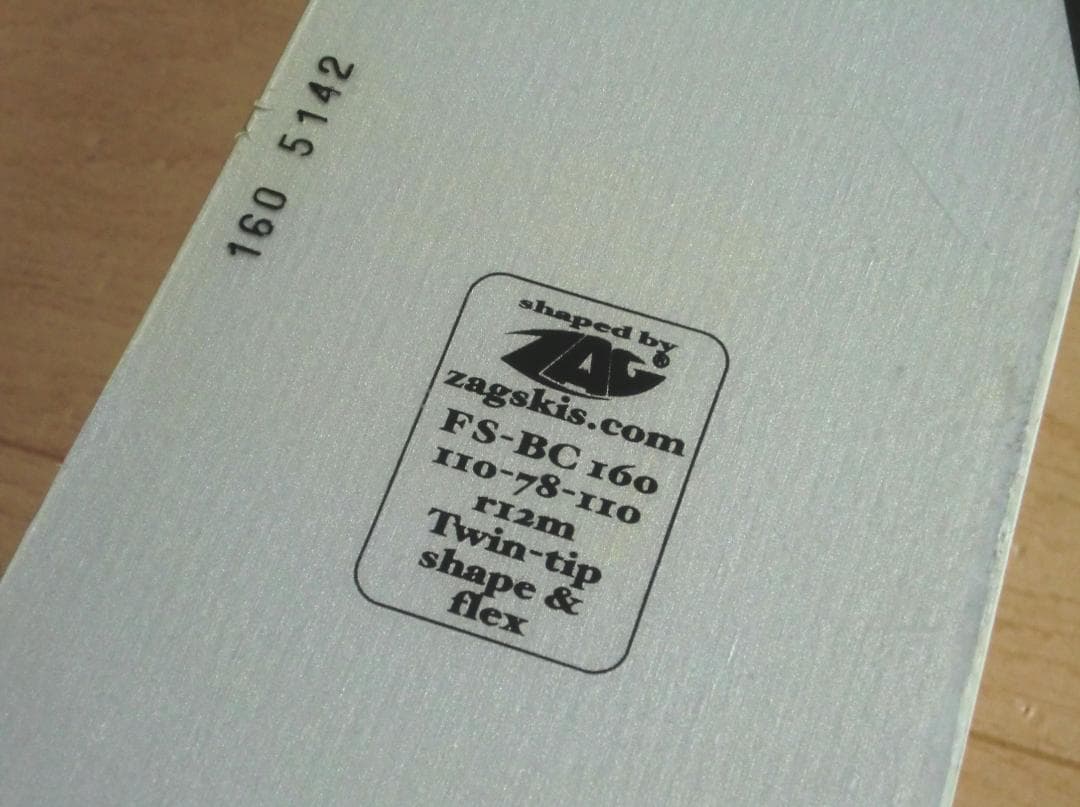 160 5142
shaped by
ZAG®
zagskis.com
FS-BC 160
110-78-110
r12m
Twin-tip
shape &
flex